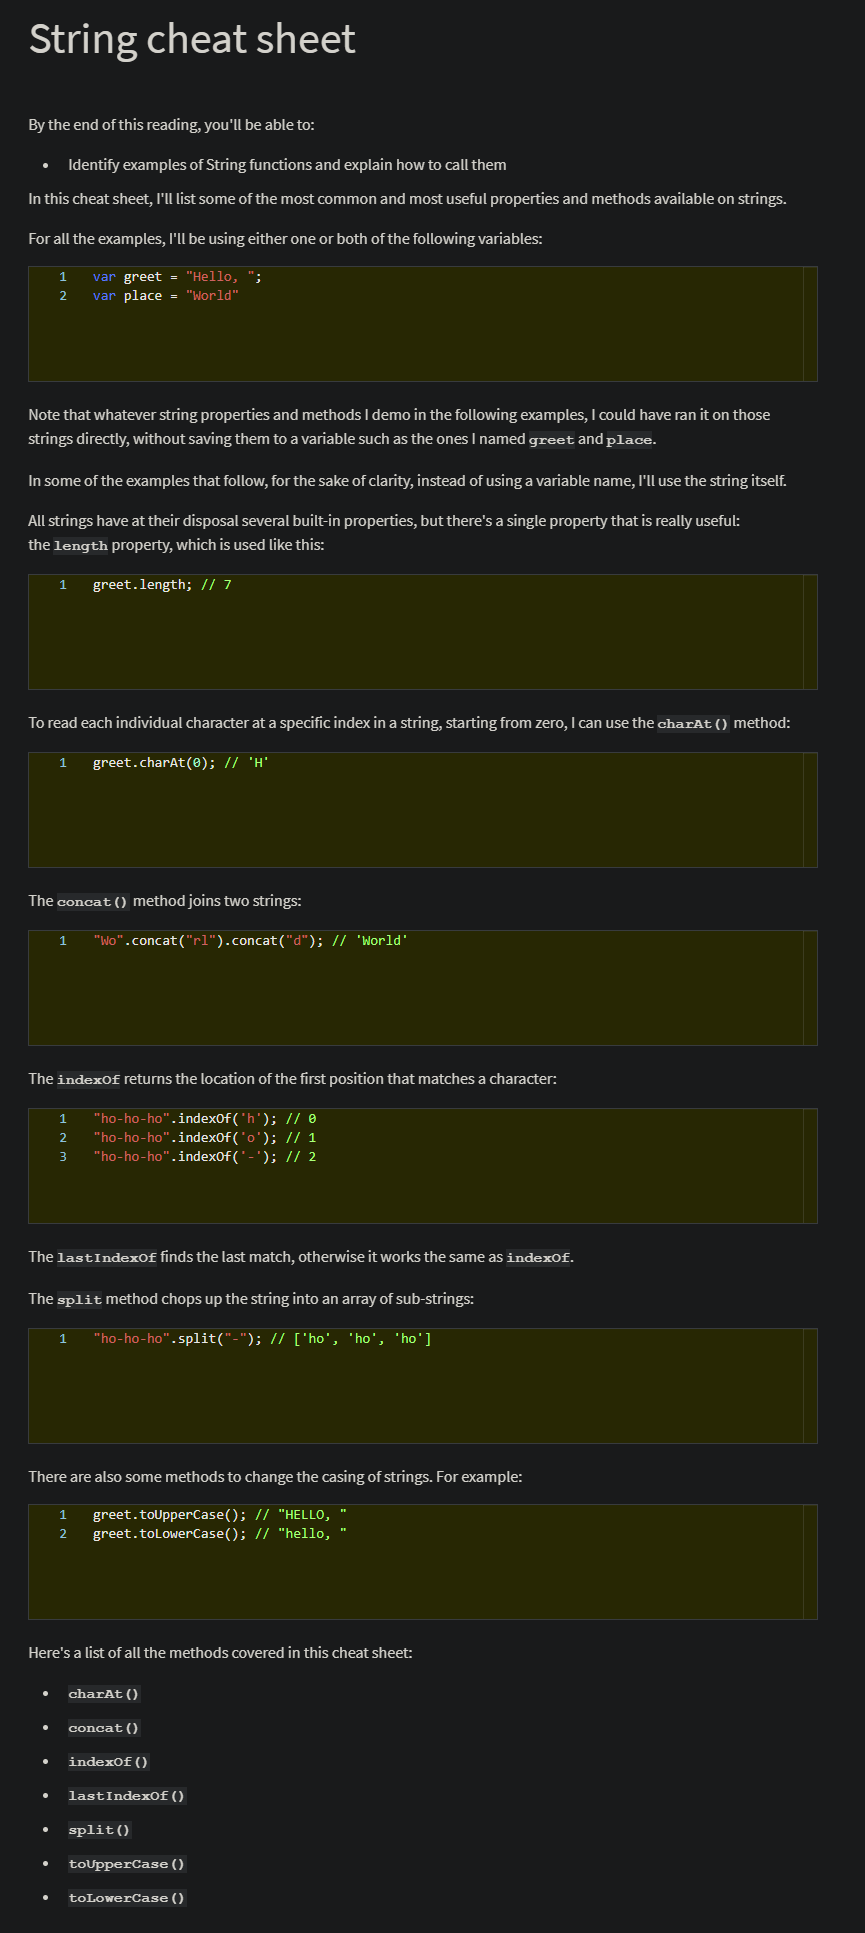 String cheat sheet
By the end of this reading, you'll be able to:
• Identify examples of String functions and explain how to call them
In this cheat sheet, I'll list some of the most common and most useful properties and methods available on strings.
For all the examples, I'll be using either one or both of the following variables:
1 var greet = "Hello, ";
2 var place = "World"
Note that whatever string properties and methods I demo in the following examples, I could have ran it on those
strings directly, without saving them to a variable such as the ones I named greet and place.
In some of the examples that follow, for the sake of clarity, instead of using a variable name, I'll use the string itself.
All strings have at their disposal several built-in properties, but there's a single property that is really useful:
the length property, which is used like this:
1 greet.length; // 7
To read each individual character at a specific index in a string, starting from zero, I can use the charAt() method:
1 greet.charAt(0); // 'H'
The concat() method joins two strings:
1 "Wo".concat("rl").concat("d"); // 'World'
The indexOf returns the location of the first position that matches a character:
1 "ho-ho-ho".indexOf('h'); // 0
2 "ho-ho-ho".indexOf('o'); // 1
3 "ho-ho-ho".indexOf('-'); // 2
The lastIndexOf finds the last match, otherwise it works the same as indexOf.
The split method chops up the string into an array of sub-strings:
1 "ho-ho-ho".split("-"); // ['ho', 'ho', 'ho']
There are also some methods to change the casing of strings. For example:
1 greet.toUpperCase(); // "HELLO, "
2 greet.toLowerCase(); // "hello, "
Here's a list of all the methods covered in this cheat sheet:
• charAt()
• concat()
• indexOf()
• lastIndexOf()
• split()
• toUpperCase()
• toLowerCase()